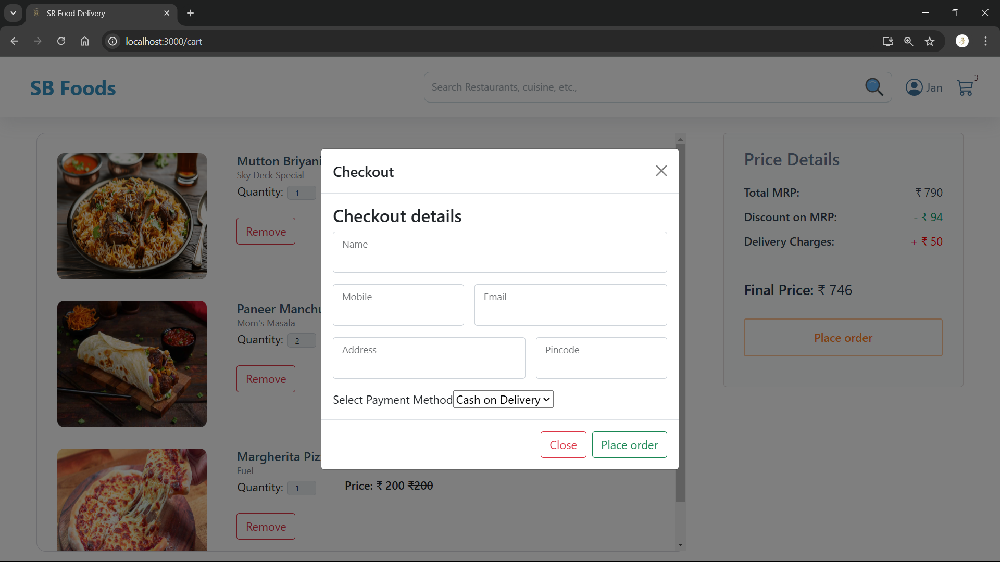 SB Food Delivery
localhost:3000/cart
SB Foods
Search Restaurants, cuisine, etc.,
Jan
3
Mutton Briyani
Sky Deck Special
Quantity: 1
Remove
Paneer Manchu
Mom's Masala
Quantity: 2
Remove
Margherita Piz
Fuel
Quantity: 1
Price: ₹ 200 ₹200
Remove
Checkout
Checkout details
Name
Mobile
Email
Address
Pincode
Select Payment Method Cash on Delivery
Close
Place order
Price Details
Total MRP: ₹ 790
Discount on MRP: - ₹ 94
Delivery Charges: + ₹ 50
Final Price: ₹ 746
Place order